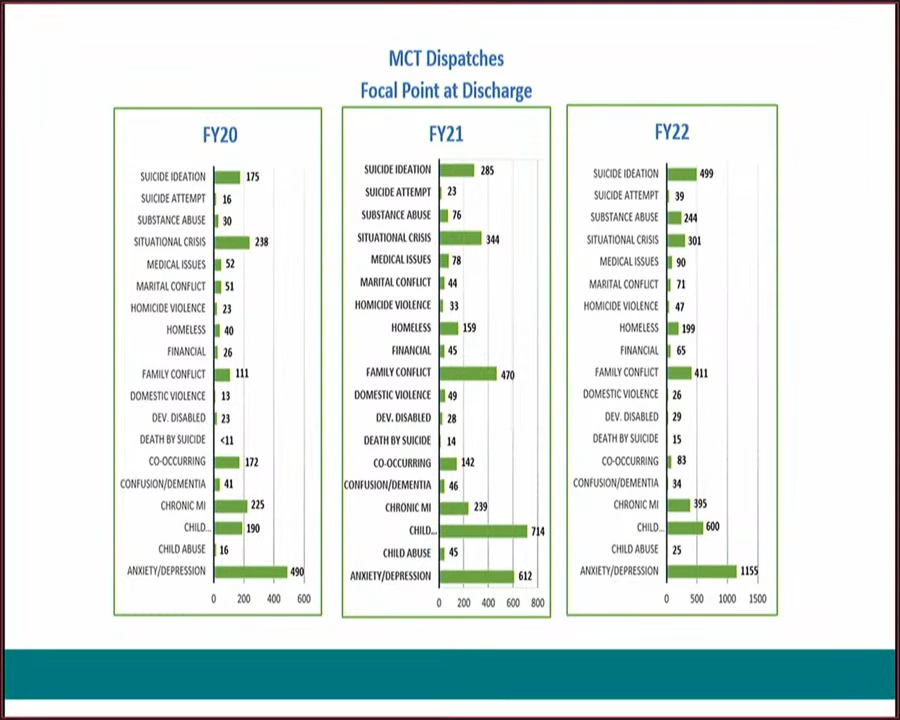 MCT Dispatches
Focal Point at Discharge
FY20
SUICIDE IDEATION 175
SUICIDE ATTEMPT 16
SUBSTANCE ABUSE 30
SITUATIONAL CRISIS 238
MEDICAL ISSUES 52
MARITAL CONFLICT 51
HOMICIDE VIOLENCE 23
HOMELESS 40
FINANCIAL 26
FAMILY CONFLICT 111
DOMESTIC VIOLENCE 13
DEV. DISABLED 23
DEATH BY SUICIDE <11
CO-OCCURRING 172
CONFUSION/DEMENTIA 41
CHRONIC MI 225
CHILD... 190
CHILD ABUSE 16
ANXIETY/DEPRESSION 490
0 200 400 600
FY21
SUICIDE IDEATION 285
SUICIDE ATTEMPT 23
SUBSTANCE ABUSE 76
SITUATIONAL CRISIS 344
MEDICAL ISSUES 78
MARITAL CONFLICT 44
HOMICIDE VIOLENCE 33
HOMELESS 159
FINANCIAL 45
FAMILY CONFLICT 470
DOMESTIC VIOLENCE 49
DEV. DISABLED 28
DEATH BY SUICIDE 14
CO-OCCURRING 142
CONFUSION/DEMENTIA 46
CHRONIC MI 239
CHILD... 714
CHILD ABUSE 45
ANXIETY/DEPRESSION 612
0 200 400 600 800
FY22
SUICIDE IDEATION 499
SUICIDE ATTEMPT 39
SUBSTANCE ABUSE 244
SITUATIONAL CRISIS 301
MEDICAL ISSUES 90
MARITAL CONFLICT 71
HOMICIDE VIOLENCE 47
HOMELESS 199
FINANCIAL 65
FAMILY CONFLICT 411
DOMESTIC VIOLENCE 26
DEV. DISABLED 29
DEATH BY SUICIDE 15
CO-OCCURRING 83
CONFUSION/DEMENTIA 34
CHRONIC MI 395
CHILD... 600
CHILD ABUSE 25
ANXIETY/DEPRESSION 1155
0 500 1000 1500